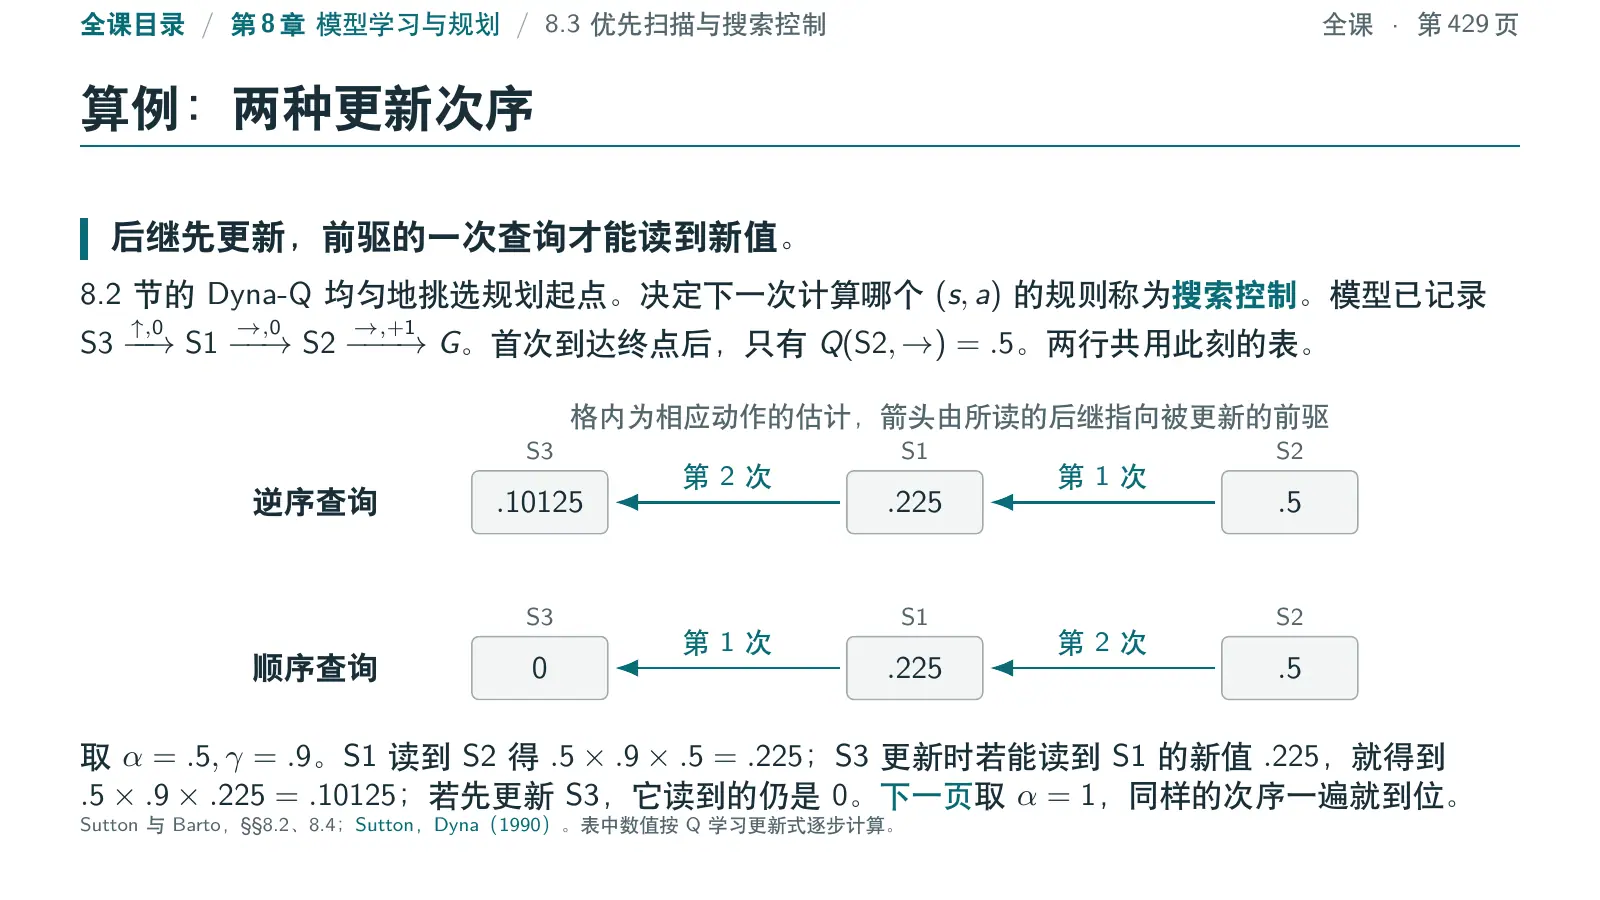 全课目录 / 第 8 章 模型学习与规划 / 8.3 优先扫描与搜索控制
全课 · 第 429 页
算例：两种更新次序
后继先更新，前驱的一次查询才能读到新值。
8.2 节的 Dyna-Q 均匀地挑选规划起点。决定下一次计算哪个 (s, a) 的规则称为搜索控制。模型已记录
S3 —↑,0→ S1 —→,0→ S2 —→,+1→ G。首次到达终点后，只有 Q(S2, →) = .5。两行共用此刻的表。
格内为相应动作的估计，箭头由所读的后继指向被更新的前驱
S3 S1 S2
逆序查询 .10125 第 2 次 .225 第 1 次 .5
S3 S1 S2
顺序查询 0 第 1 次 .225 第 2 次 .5
取 α = .5, γ = .9。S1 读到 S2 得 .5 × .9 × .5 = .225；S3 更新时若能读到 S1 的新值 .225，就得到
.5 × .9 × .225 = .10125；若先更新 S3，它读到的仍是 0。下一页取 α = 1，同样的次序一遍就到位。
Sutton 与 Barto，§§8.2、8.4；Sutton，Dyna（1990）。表中数值按 Q 学习更新式逐步计算。